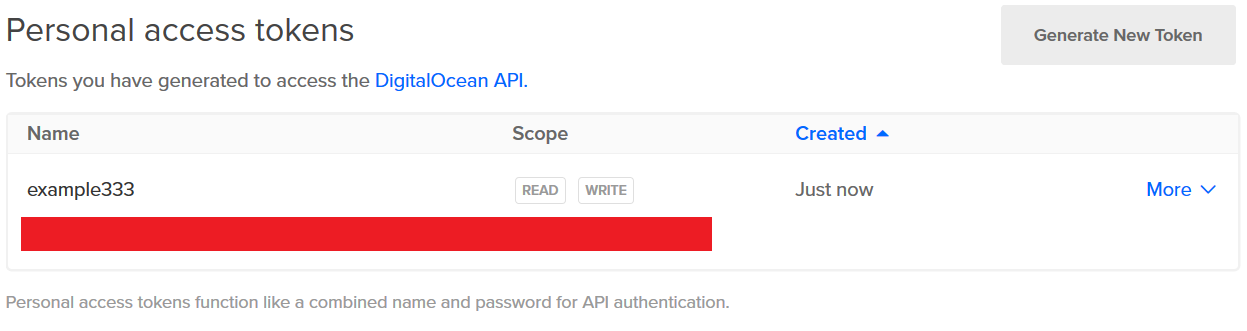 Personal access tokens
Generate New Token
Tokens you have generated to access the DigitalOcean API.
Name Scope Created
example333 READ WRITE Just now More
Personal access tokens function like a combined name and password for API authentication.